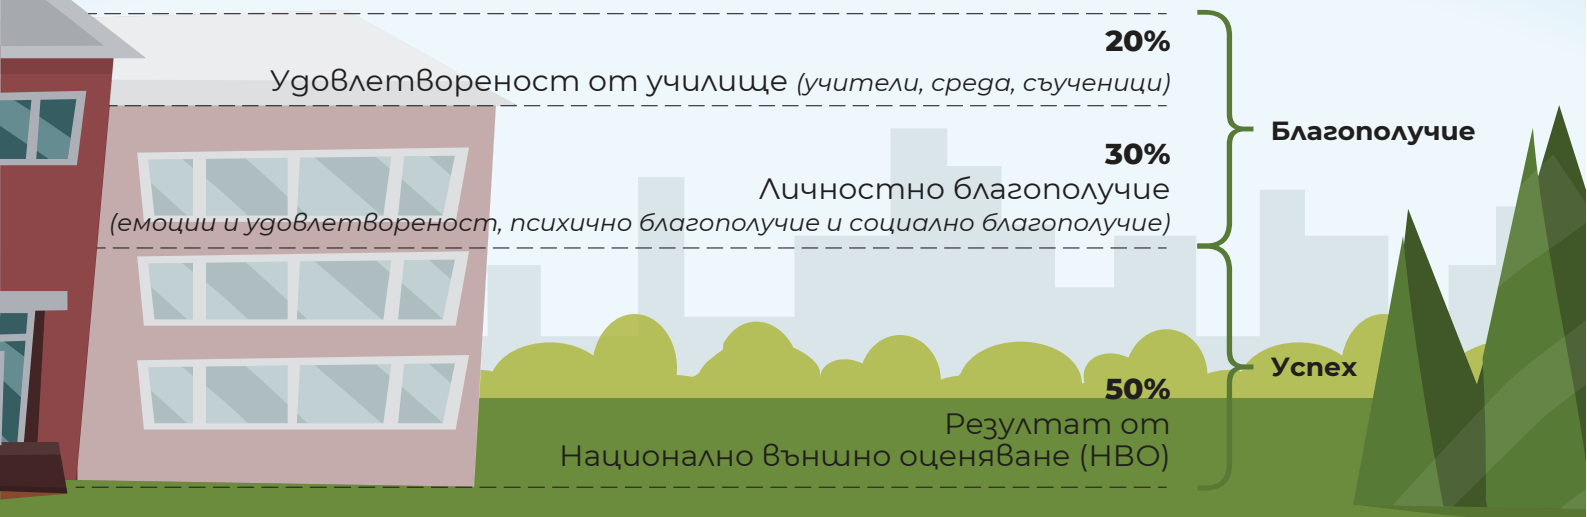 20%
Удовлетвореност от училище (учители, среда, съученици)
Благополучие
30%
Личностно благополучие
(емоции и удовлетвореност, психично благополучие и социално благополучие)
Успех
50%
Резултат от
Национално външно оценяване (НВО)